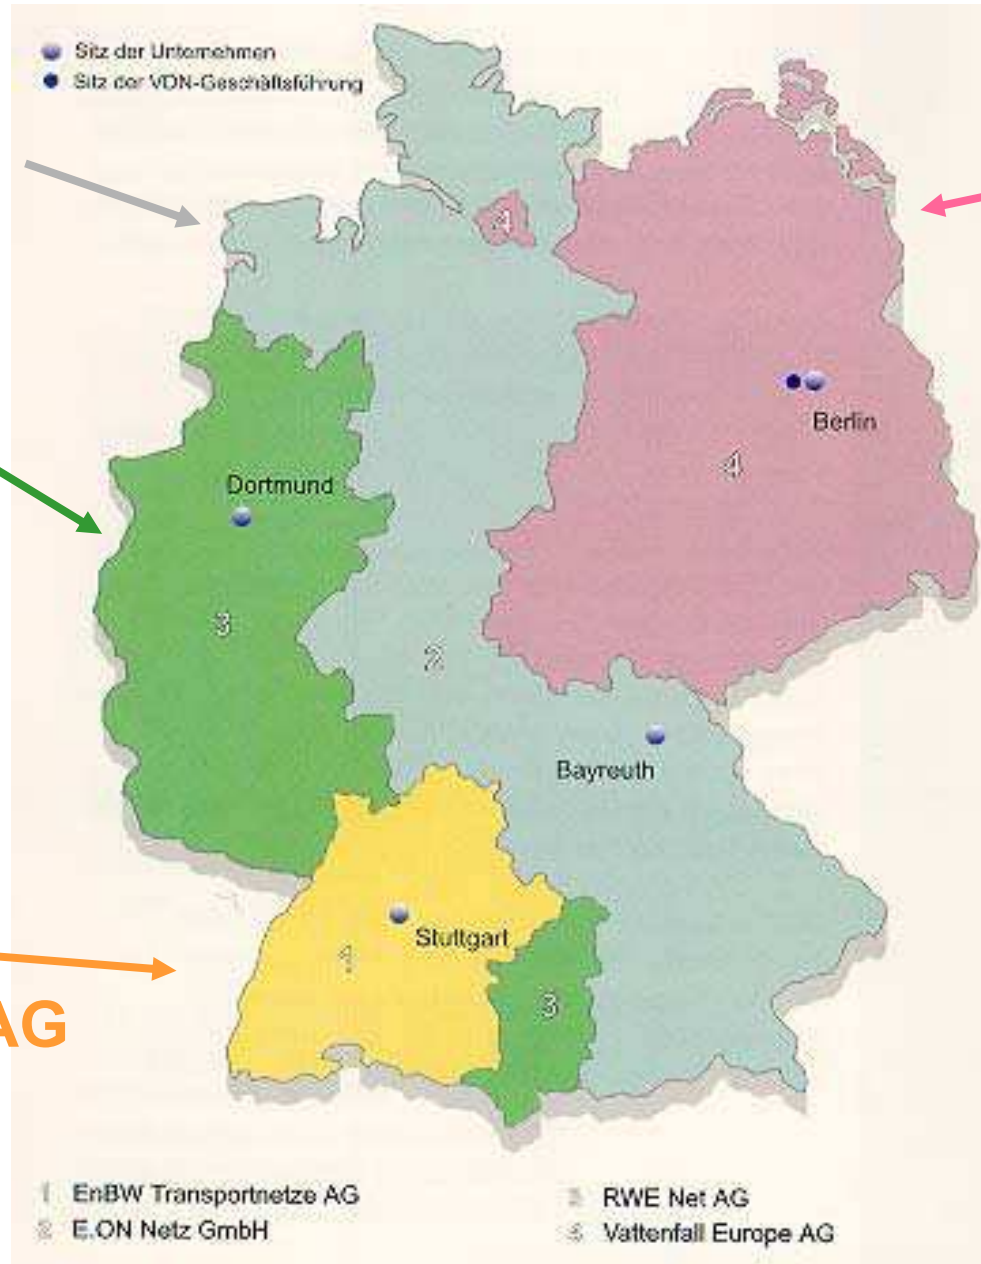 Sitz der Unternehmen
Sitz der VDN-Geschäftsführung
4
Berlin
4
Dortmund
3
2
Bayreuth
Stuttgart
1
3
AG
1 EnBW Transportnetze AG
2 E.ON Netz GmbH
3 RWE Net AG
4 Vattenfall Europe AG